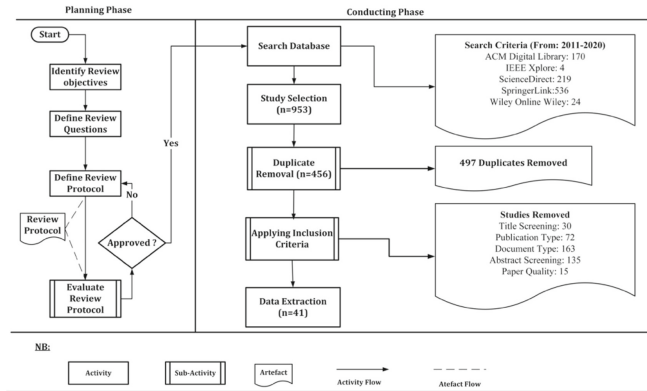 Planning Phase
Conducting Phase
Start
Identify Review
objectives
Define Review
Questions
Define Review
Protocol
Review
Protocol
Evaluate
Review
Protocol
No
Approved ?
Yes
Search Database
Study Selection
(n=953)
Duplicate
Removal (n=456)
Applying Inclusion
Criteria
Data Extraction
(n=41)
Search Criteria (From: 2011-2020)
ACM Digital Library: 170
IEEE Xplore: 4
ScienceDirect: 219
SpringerLink:536
Wiley Online Wiley: 24
497 Duplicates Removed
Studies Removed
Title Screening: 30
Publication Type: 72
Document Type: 163
Abstract Screening: 135
Paper Quality: 15
NB:
Activity
Sub-Activity
Artefact
Activity Flow
Atefact Flow